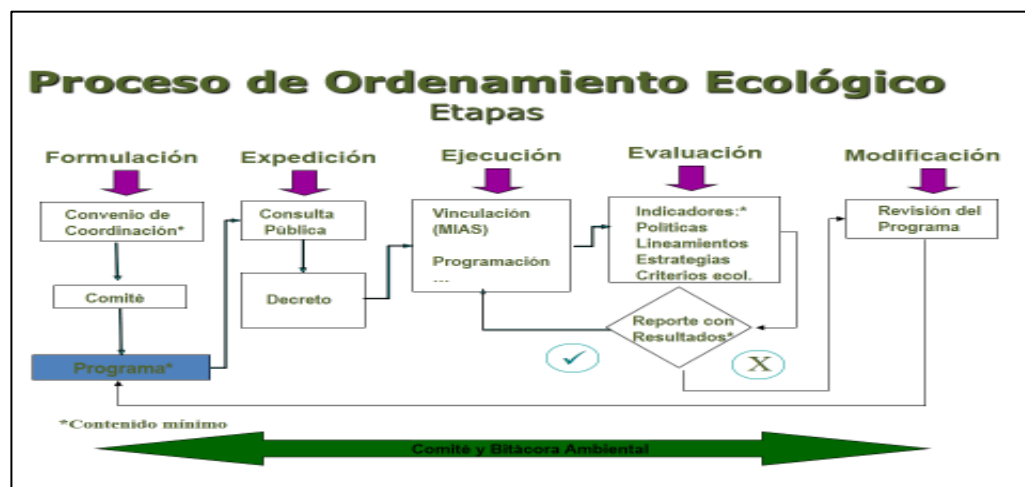 Proceso de Ordenamiento Ecológico
Etapas
Formulación
Expedición
Ejecución
Evaluación
Modificación
Convenio de
Coordinación*
Comité
Programa*
Consulta
Pública
Decreto
Vinculación
(MIAS)
Programación
...
Indicadores:*
Políticas
Lineamientos
Estrategias
Criterios ecol.
Reporte con
Resultados*
X
Revisión del
Programa
*Contenido mínimo
Comité y Bitácora Ambiental